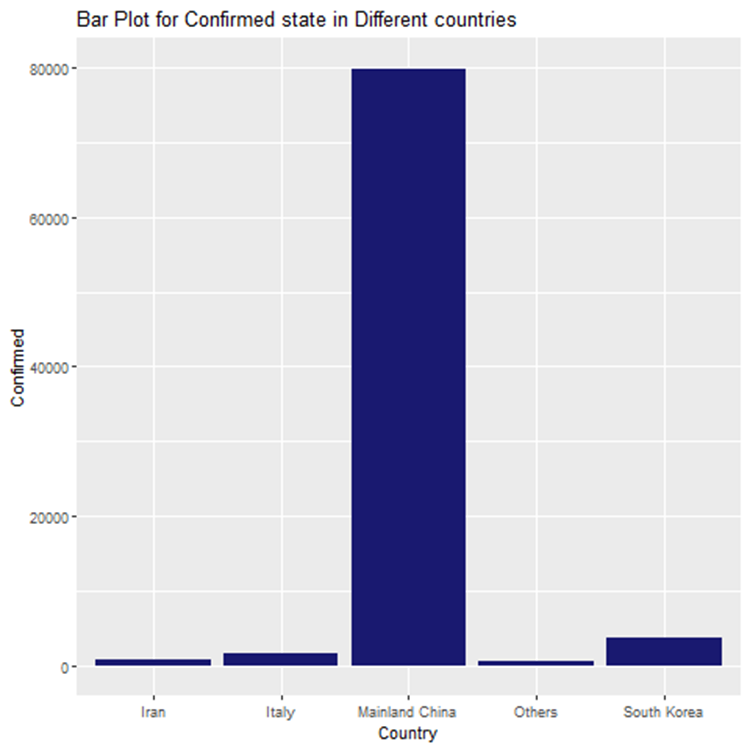 Bar Plot for Confirmed state in Different countries
80000
60000
40000
20000
0
Confirmed
Iran
Italy
Mainland China
Others
South Korea
Country